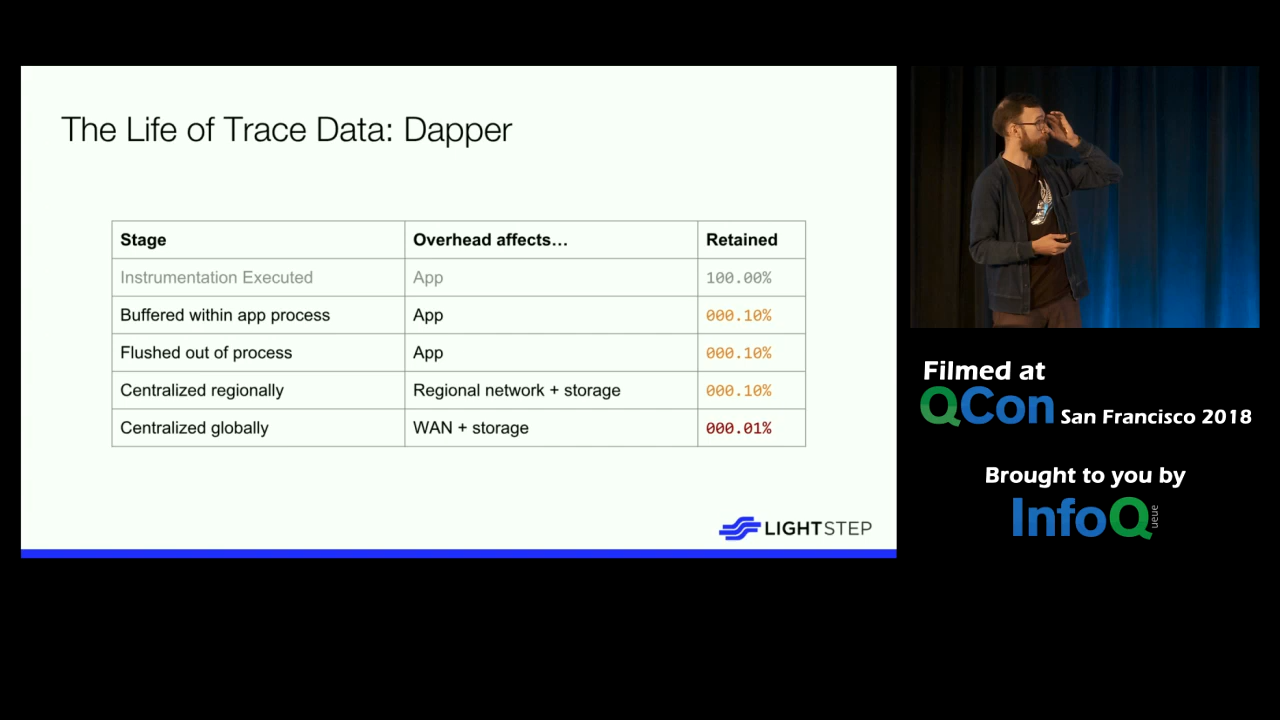 The Life of Trace Data: Dapper
Stage Overhead affects… Retained
Instrumentation Executed App 100.00%
Buffered within app process App 000.10%
Flushed out of process App 000.10%
Centralized regionally Regional network + storage 000.10%
Centralized globally WAN + storage 000.01%
LIGHTSTEP
Filmed at
QCon San Francisco 2018
Brought to you by
InfoQ
ueue